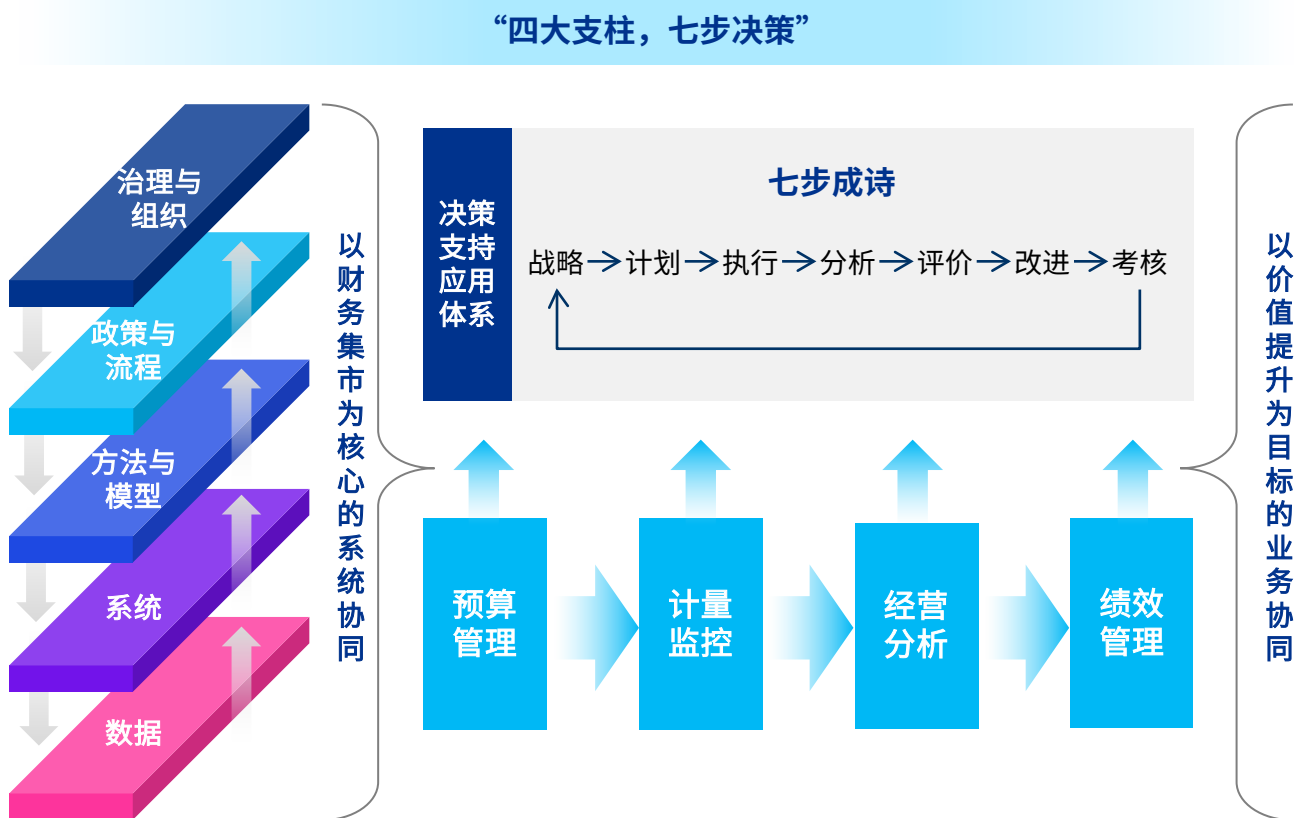 “四大支柱，七步决策”
治理与
组织
政策与
流程
方法与
模型
系统
数据
以财务集市为核心的系统协同
决策
支持
应用
体系
七步成诗
战略
计划
执行
分析
评价
改进
考核
预算
管理
计量
监控
经营
分析
绩效
管理
以价值提升为目标的业务协同